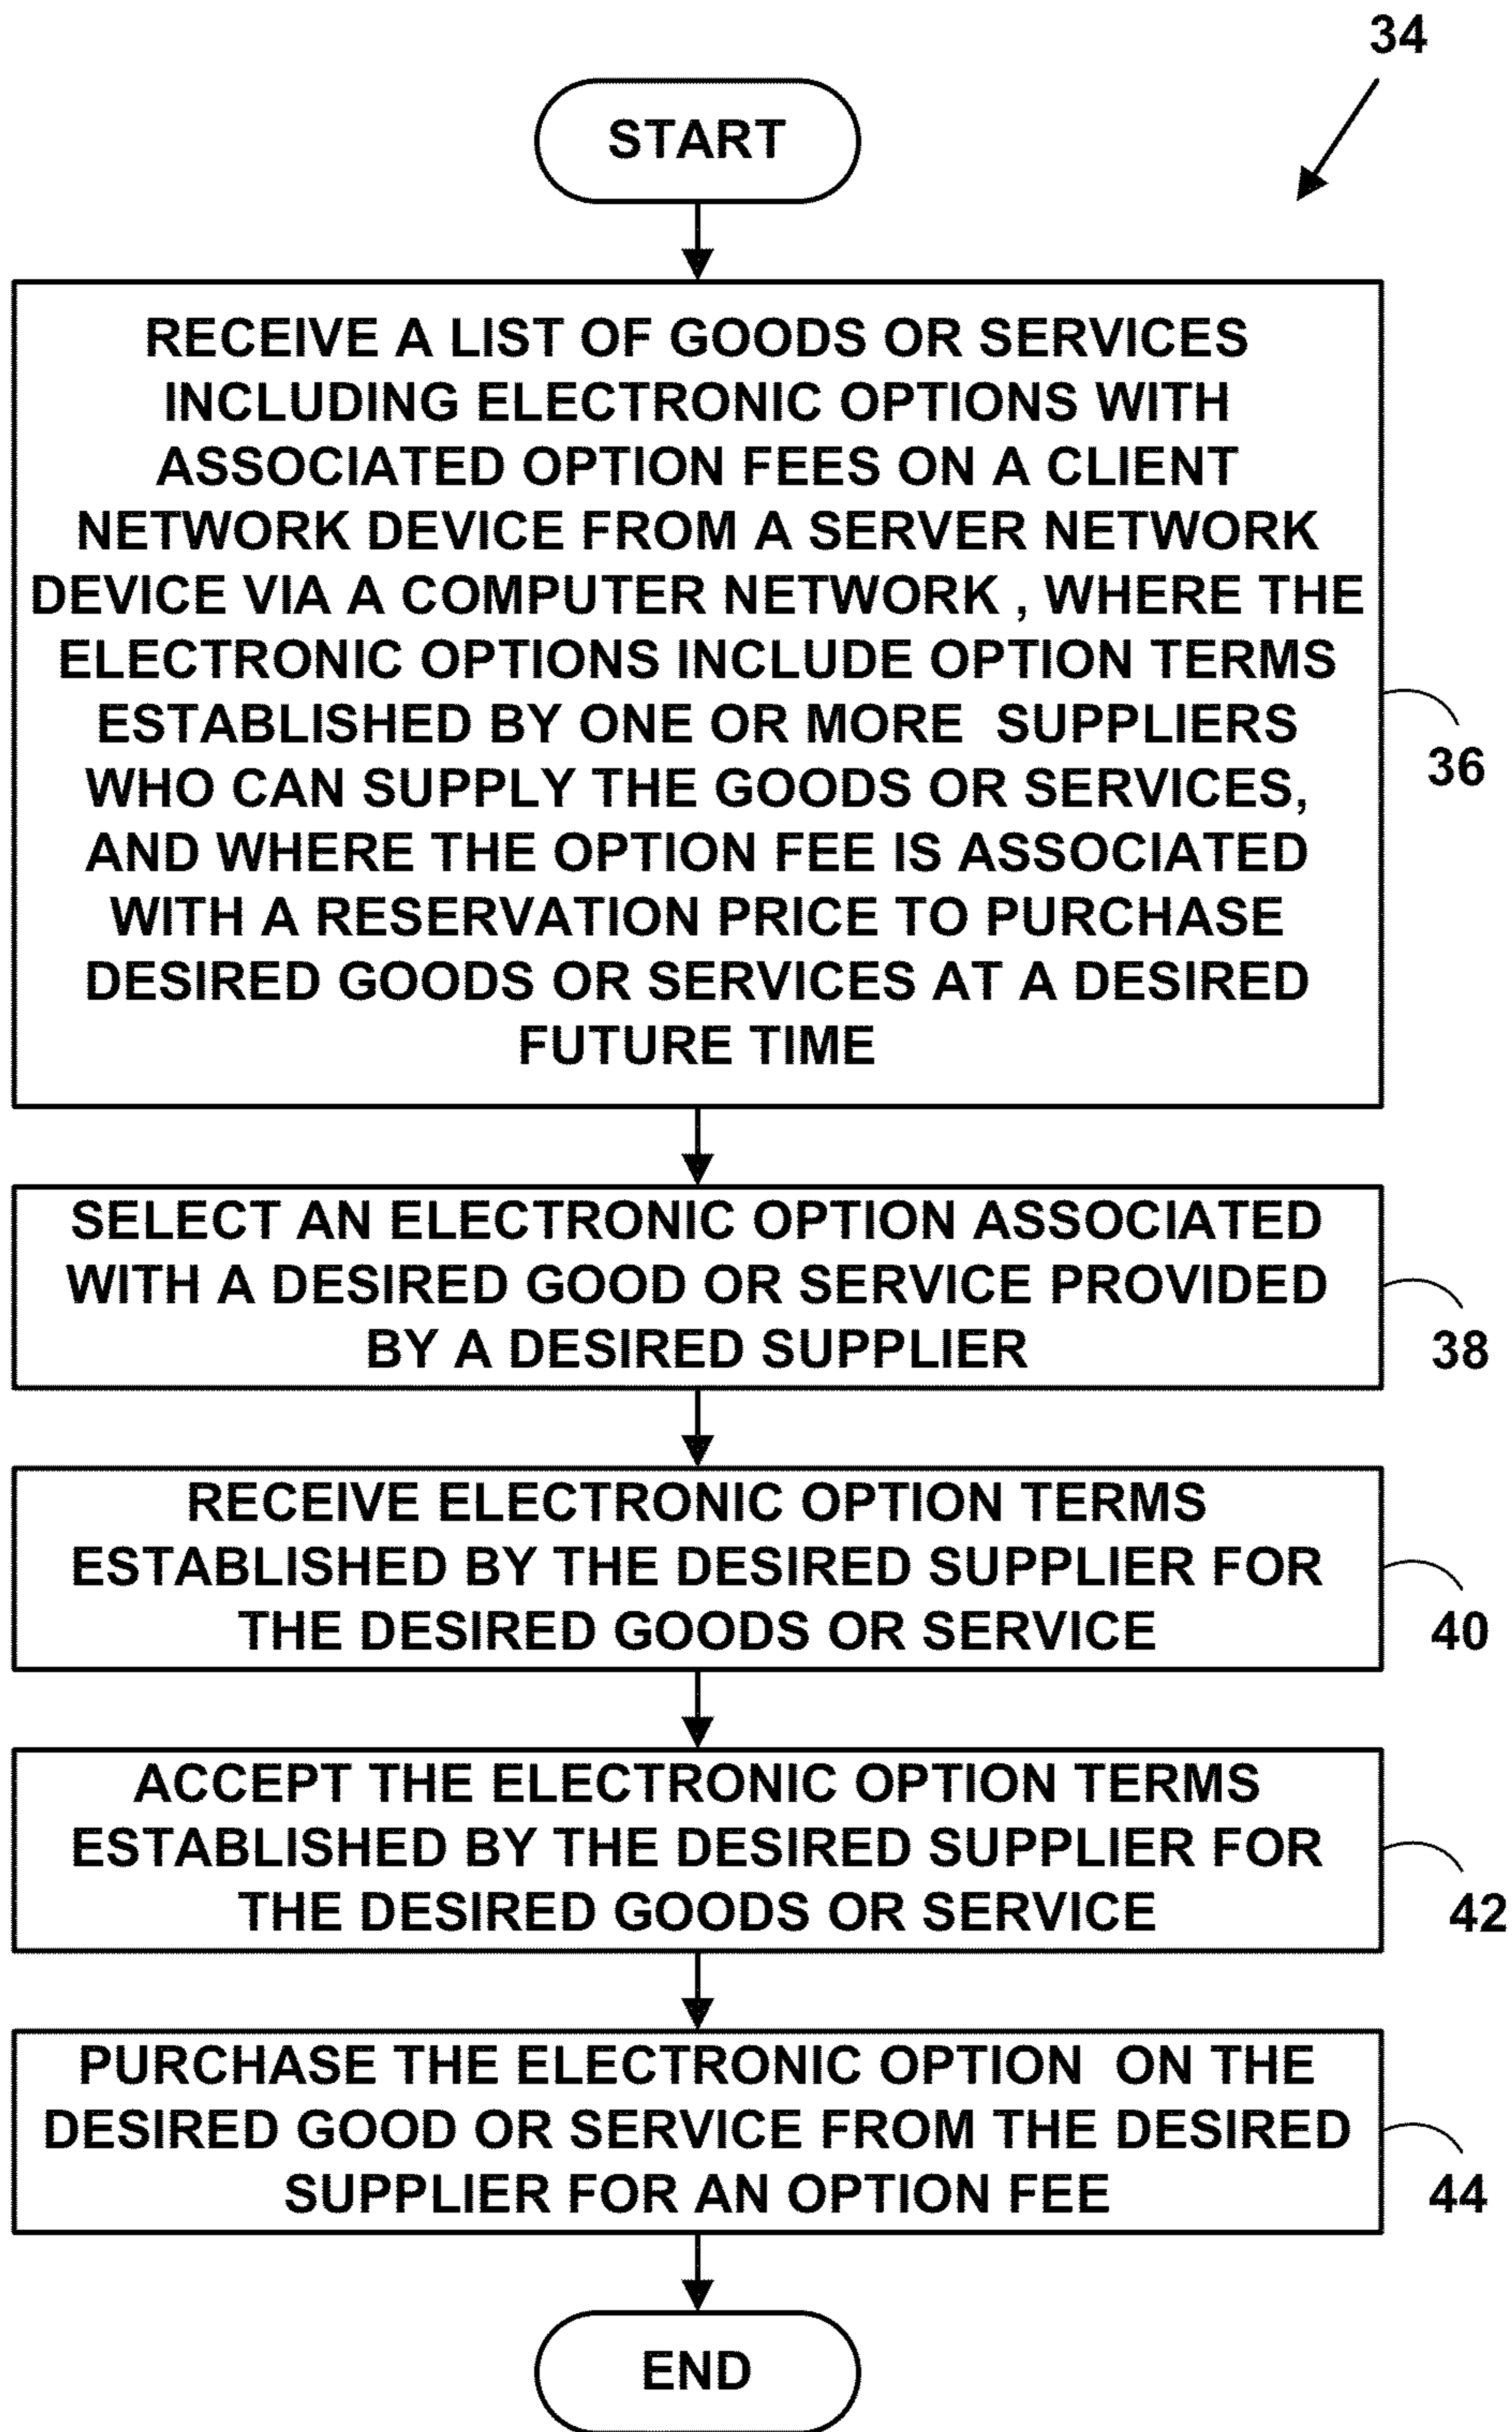 34
START
RECEIVE A LIST OF GOODS OR SERVICES
INCLUDING ELECTRONIC OPTIONS WITH
ASSOCIATED OPTION FEES ON A CLIENT
NETWORK DEVICE FROM A SERVER NETWORK
DEVICE VIA A COMPUTER NETWORK , WHERE THE
ELECTRONIC OPTIONS INCLUDE OPTION TERMS
ESTABLISHED BY ONE OR MORE  SUPPLIERS
WHO CAN SUPPLY THE GOODS OR SERVICES,
AND WHERE THE OPTION FEE IS ASSOCIATED
WITH A RESERVATION PRICE TO PURCHASE
DESIRED GOODS OR SERVICES AT A DESIRED
FUTURE TIME
36
SELECT AN ELECTRONIC OPTION ASSOCIATED
WITH A DESIRED GOOD OR SERVICE PROVIDED
BY A DESIRED SUPPLIER
38
RECEIVE ELECTRONIC OPTION TERMS
ESTABLISHED BY THE DESIRED SUPPLIER FOR
THE DESIRED GOODS OR SERVICE
40
ACCEPT THE ELECTRONIC OPTION TERMS
ESTABLISHED BY THE DESIRED SUPPLIER FOR
THE DESIRED GOODS OR SERVICE
42
PURCHASE THE ELECTRONIC OPTION  ON THE
DESIRED GOOD OR SERVICE FROM THE DESIRED
SUPPLIER FOR AN OPTION FEE
44
END